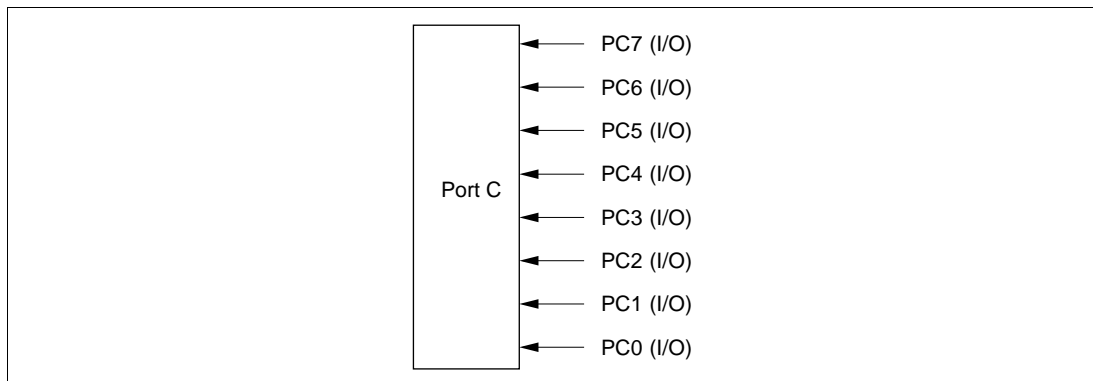 PC7 (I/O)
PC6 (I/O)
PC5 (I/O)
PC4 (I/O)
Port C
PC3 (I/O)
PC2 (I/O)
PC1 (I/O)
PC0 (I/O)